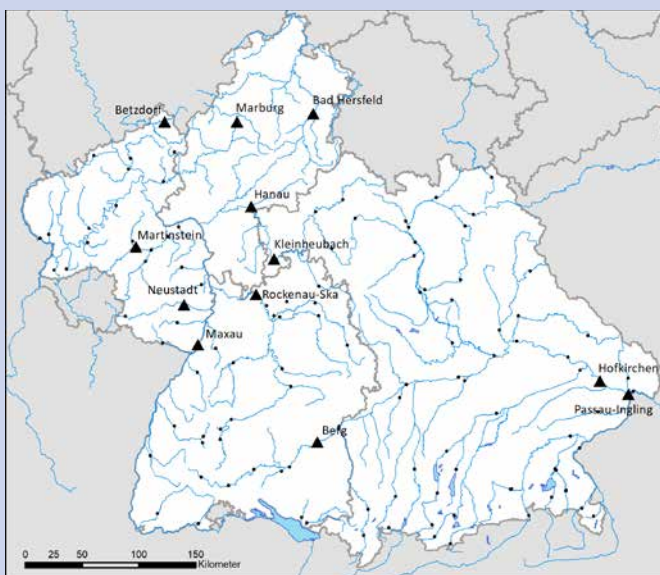 Bad Hersfeld
Betzdorf
Marburg
Hanau
Martinstein
Kleinheubach
Neustadt
Rockenau-Ska
Maxau
Hofkirchen
Passau-Ingling
Berg
0 25 50 100 150
Kilometer